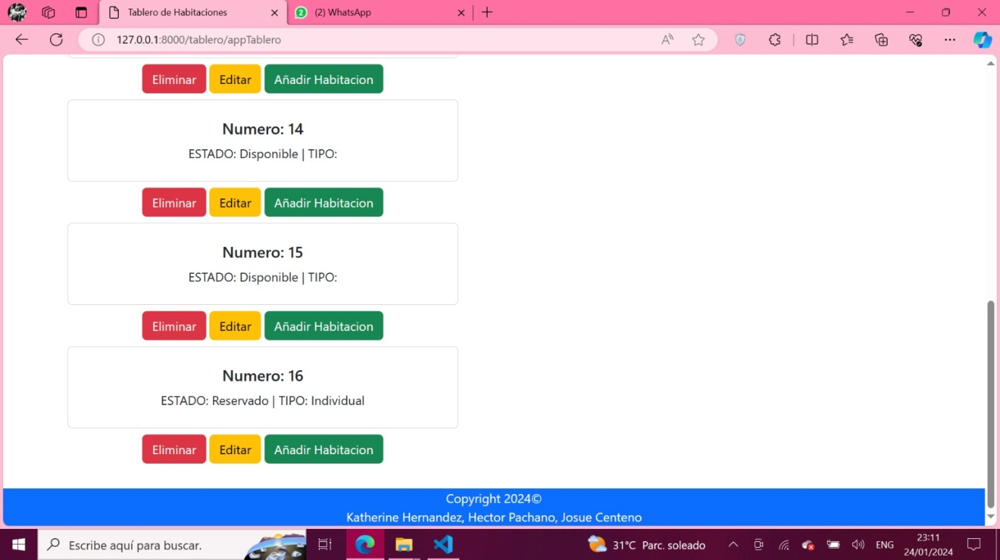 Tablero de Habitaciones
2 (2) WhatsApp
127.0.0.1:8000/tablero/appTablero
Eliminar Editar Añadir Habitacion
Numero: 14
ESTADO: Disponible | TIPO:
Eliminar Editar Añadir Habitacion
Numero: 15
ESTADO: Disponible | TIPO:
Eliminar Editar Añadir Habitacion
Numero: 16
ESTADO: Reservado | TIPO: Individual
Eliminar Editar Añadir Habitacion
Copyright 2024©
Katherine Hernandez, Hector Pachano, Josue Centeno
Escribe aquí para buscar.
31°C Parc. soleado
ENG
23:11
24/01/2024